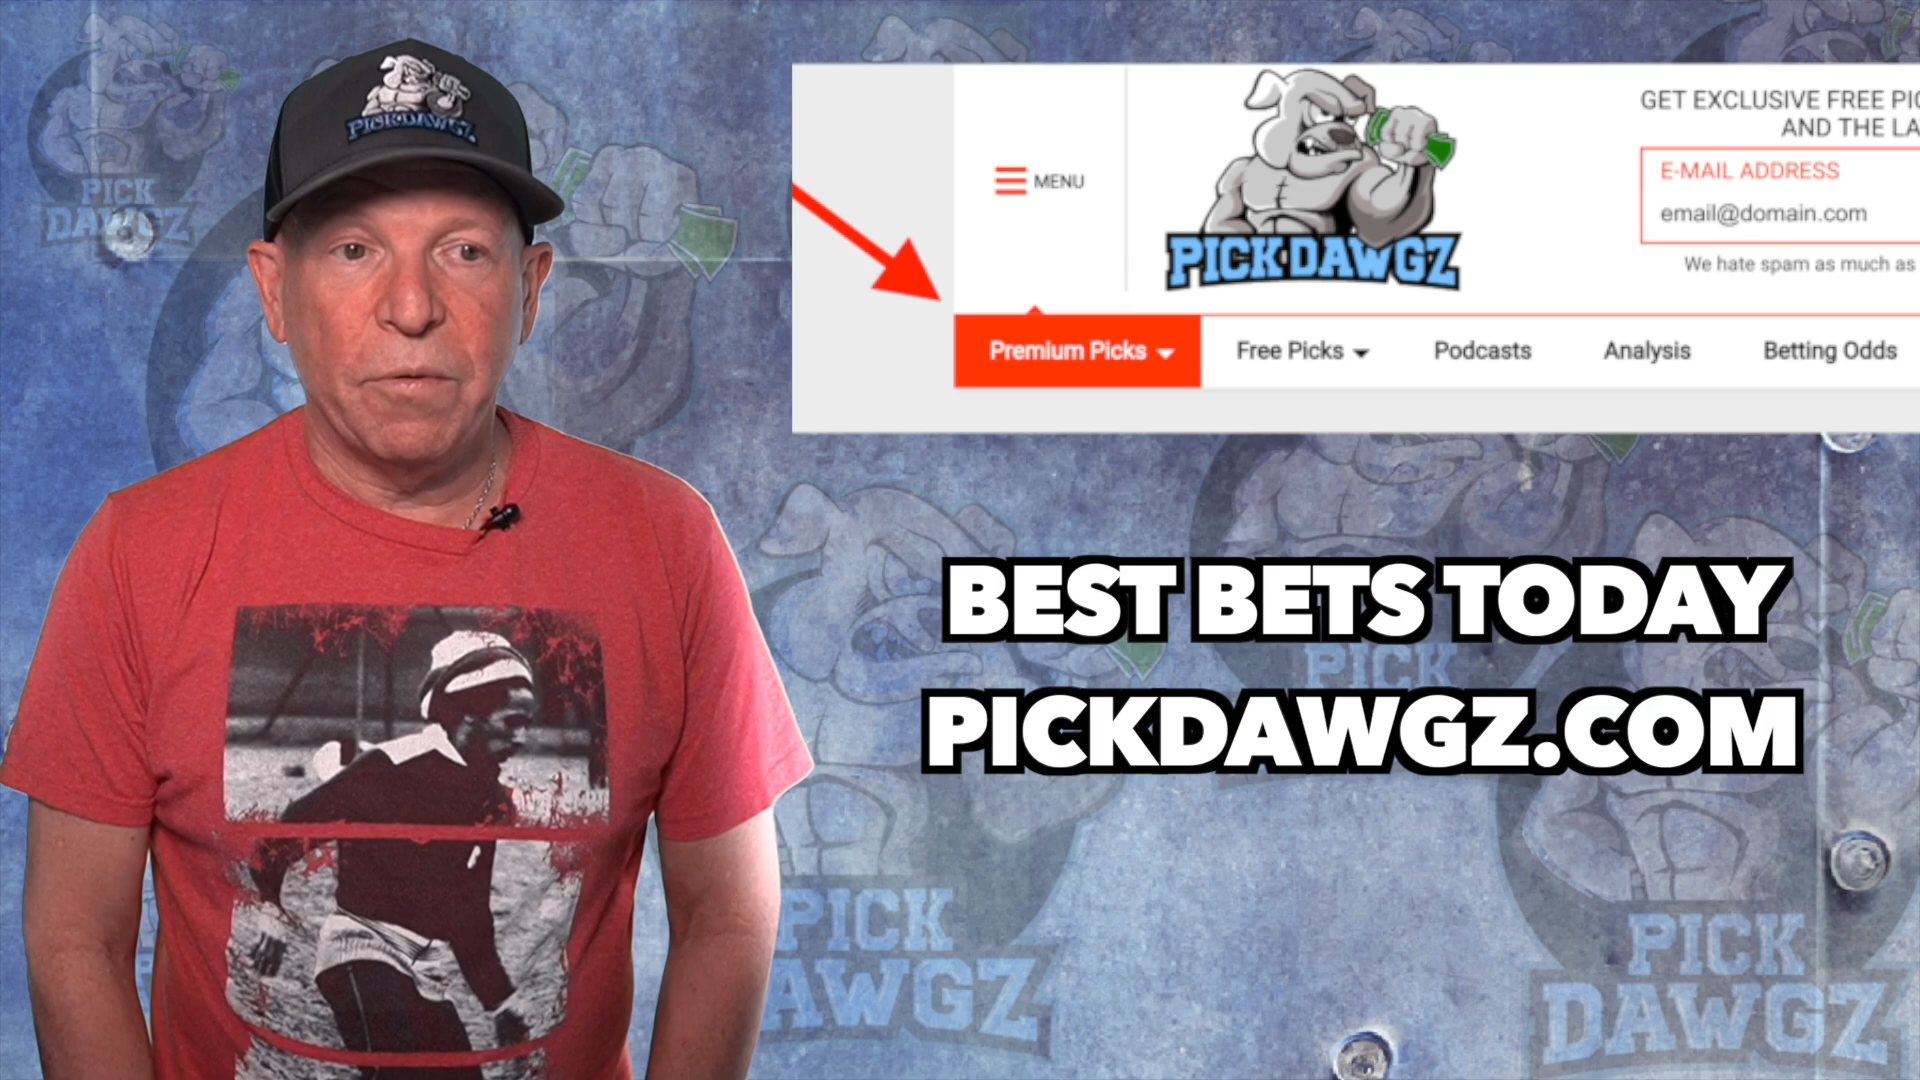 PICKDAWGZ
PICK
DAWGZ
MENU
PICKDAWGZ
GET EXCLUSIVE FREE
AND THE
E-MAIL ADDRESS
email@domain.com
We hate spam as much as
Premium Picks
Free Picks
Podcasts
Analysis
Betting Odds
BEST BETS TODAY
PICK
PICKDAWGZ.COM
PICK
AWGZ
PICK
DAWGZ